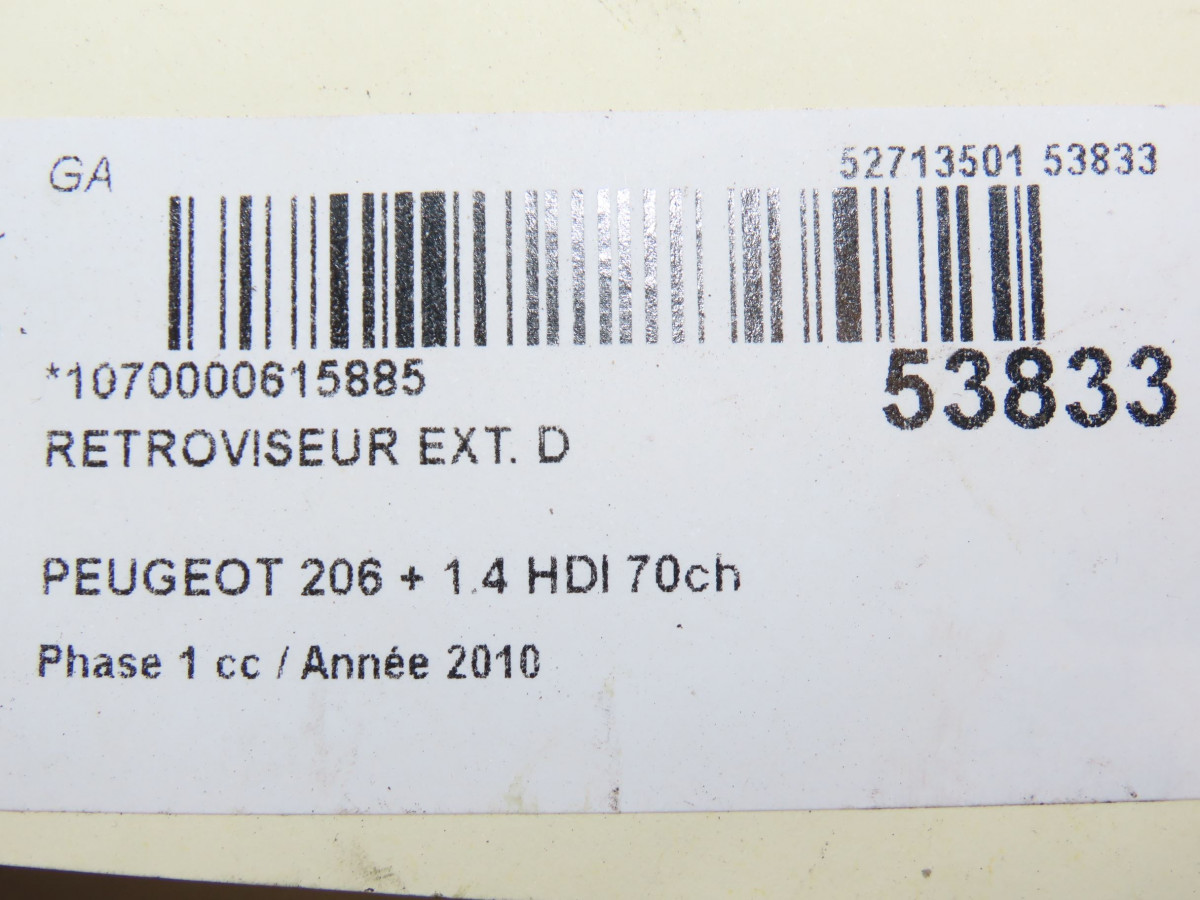 GA
52713501 53833
*1070000615885
53833
RETROVISEUR EXT. D
PEUGEOT 206 + 1.4 HDI 70ch
Phase 1 cc / Année 2010